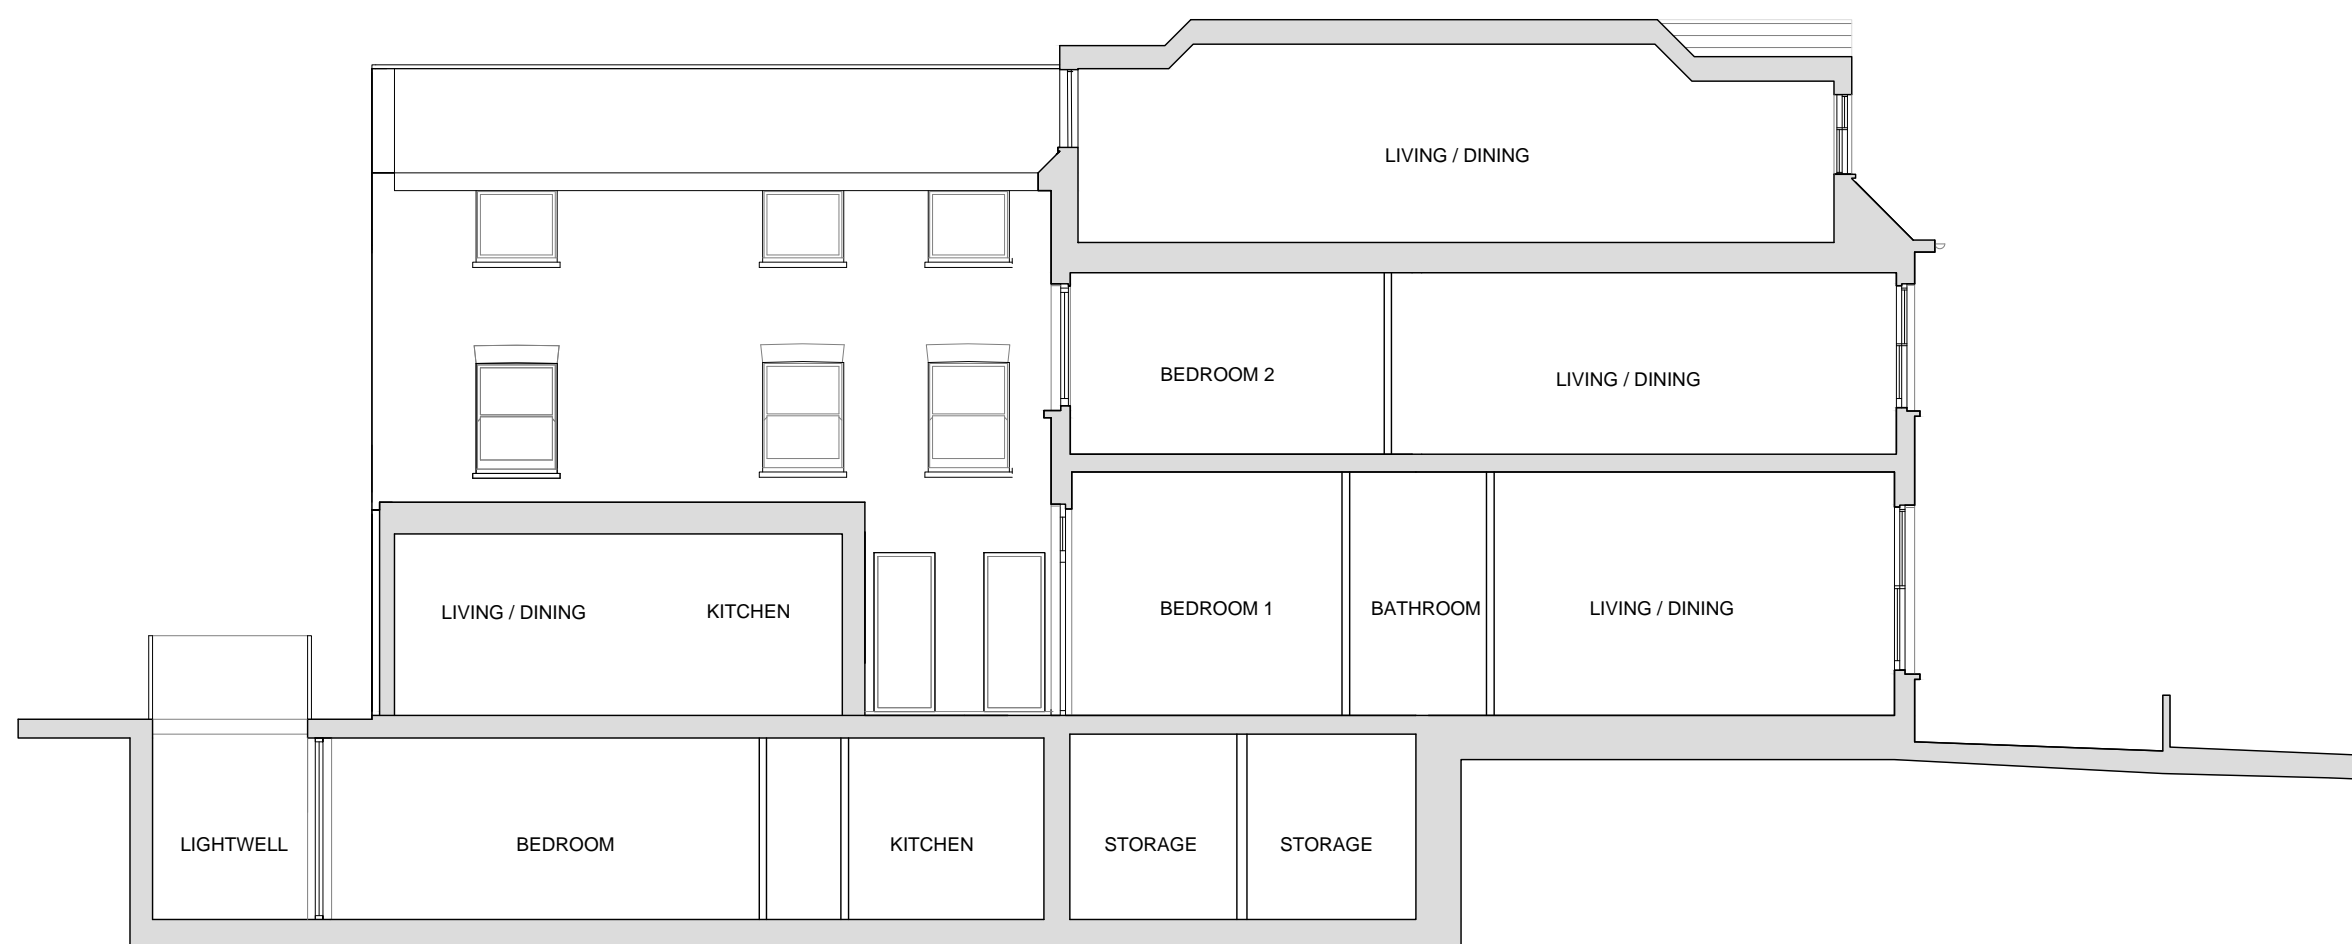 LIVING / DINING
BEDROOM 2
LIVING / DINING
LIVING / DINING
KITCHEN
BEDROOM 1
BATHROOM
LIVING / DINING
LIGHTWELL
BEDROOM
KITCHEN
STORAGE
STORAGE